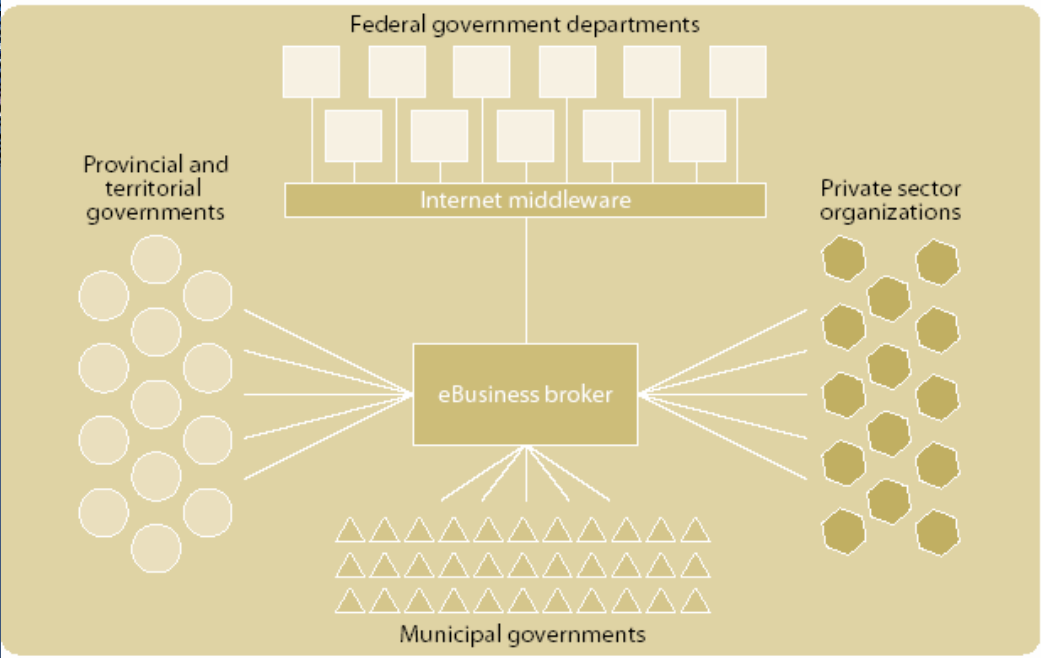 Federal government departments
Provincial and
territorial
governments
Internet middleware
Private sector
organizations
eBusiness broker
Municipal governments